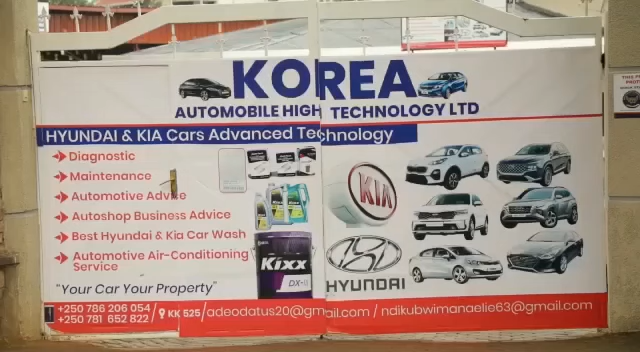 KOREA
AUTOMOBILE HIGH TECHNOLOGY LTD
HYUNDAI & KIA Cars Advanced Technology
Diagnostic
Maintenance
Automotive Advice
Autoshop Business Advice
Best Hyundai & Kia Car Wash
Automotive Air-Conditioning
Service
"Your Car Your Property"
KIA
HYUNDAI
Kixx
+250 786 206 054
+250 781 652 822 / KK 525 / adeodatus20@gmail.com / ndikubwimanaelie63@gmail.com